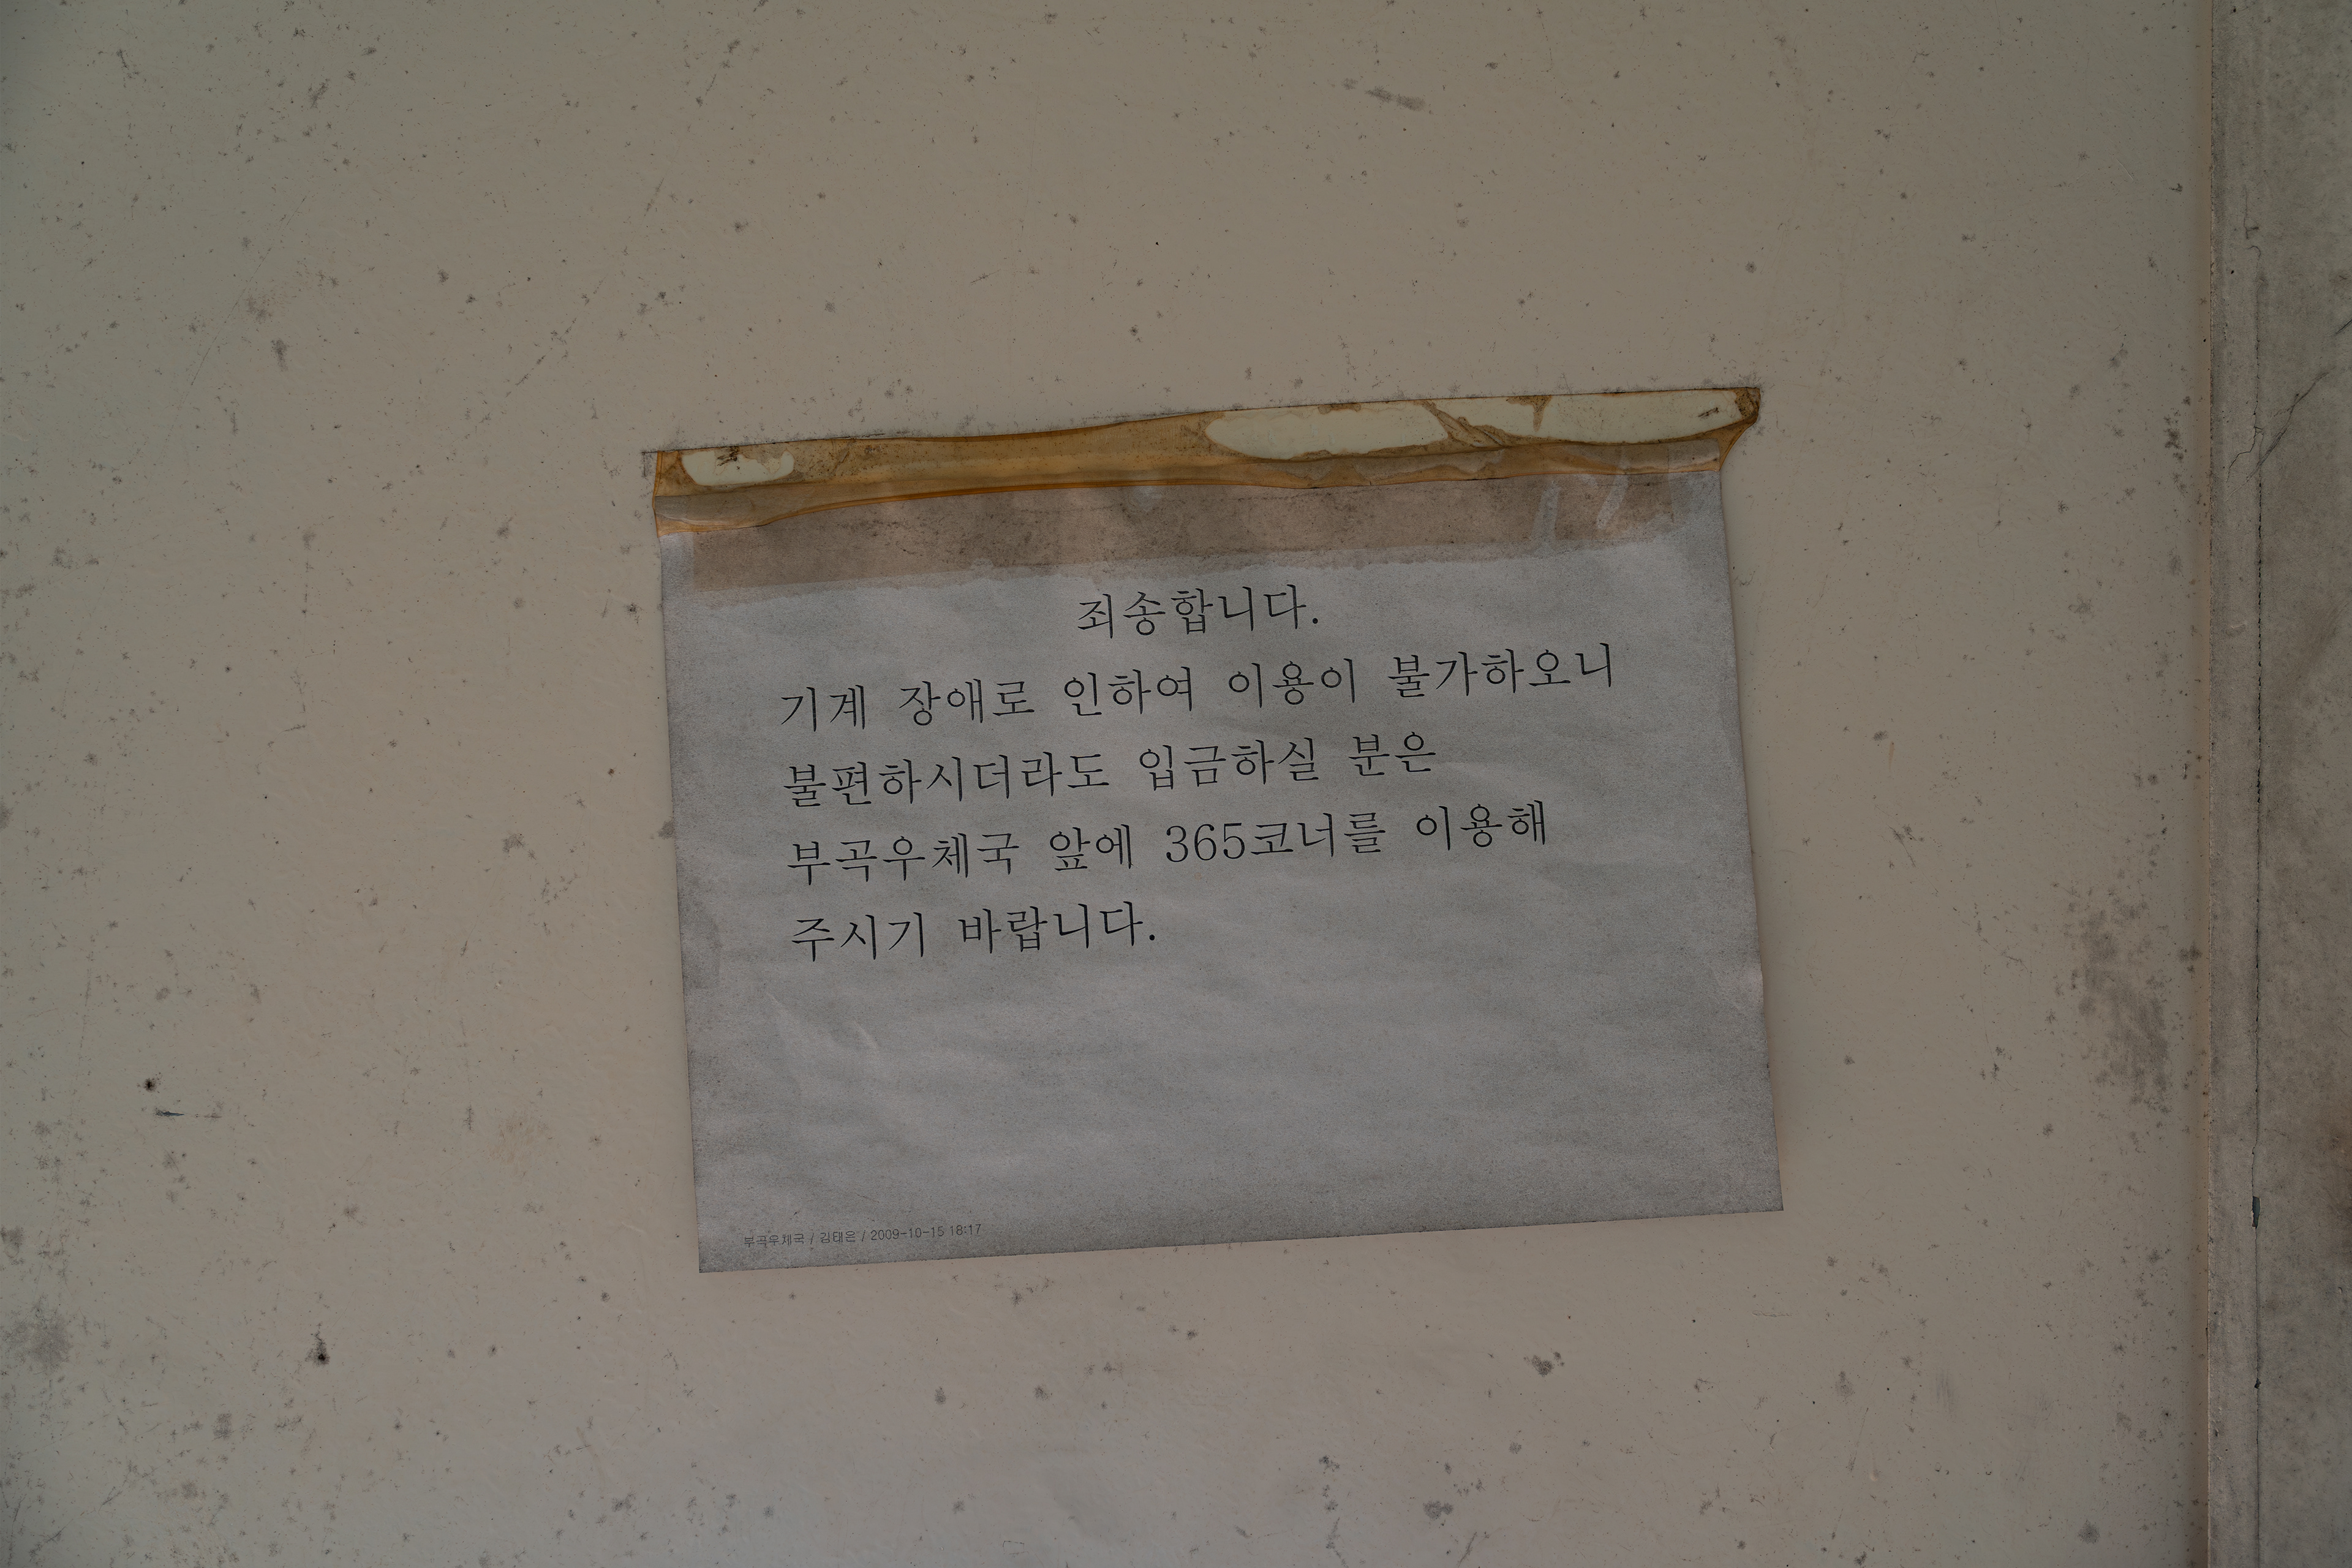 죄송합니다.
기계 장애로 인하여 이용이 불가하오니
불편하시더라도 입금하실 분은
부곡우체국 앞에 365코너를 이용해
주시기 바랍니다.
부곡우체국 / 김태은 / 2009-10-15 18:17